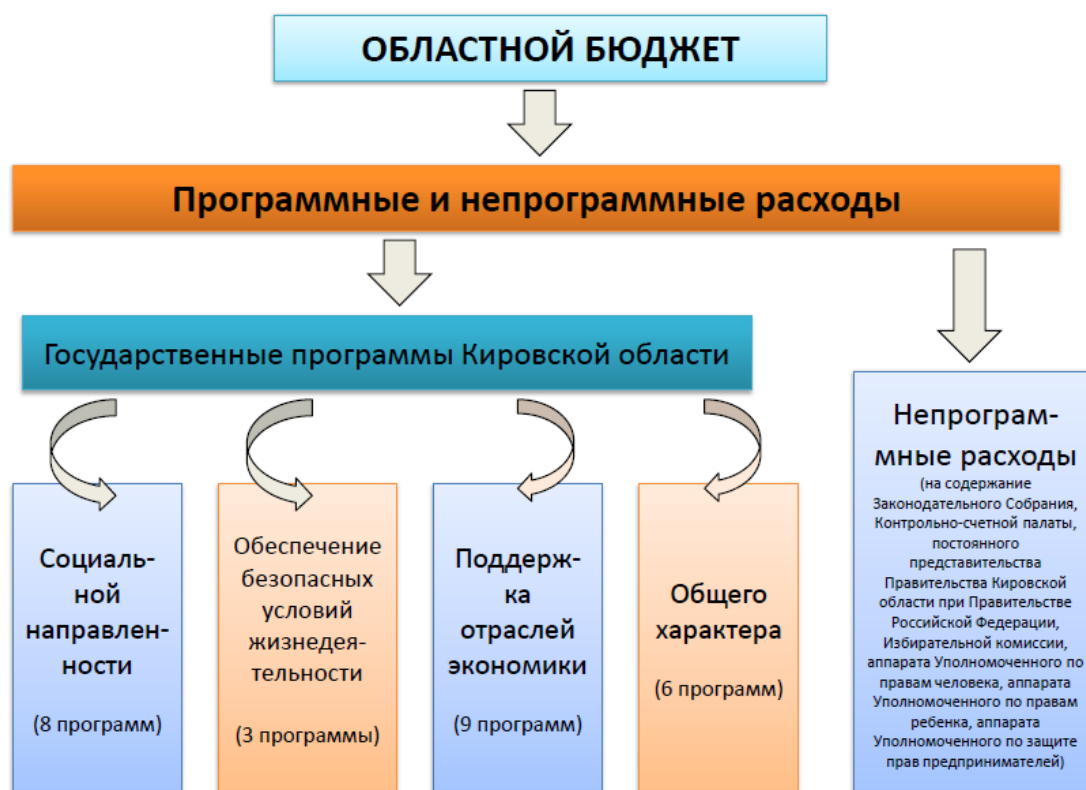 ОБЛАСТНОЙ БЮДЖЕТ
Программные и непрограммные расходы
Государственные программы Кировской области
Социаль-
ной
направлен-
ности
(8 программ)
Обеспечение
безопасных
условий
жизнедея-
тельности
(3 программы)
Поддерж-
ка
отраслей
экономики
(9 программ)
Общего
характера
(6 программ)
Непрограм-
мные расходы
(на содержание
Законодательного Собрания,
Контрольно-счетной палаты,
постоянного
представительства
Правительства Кировской
области при Правительстве
Российской Федерации,
Избирательной комиссии,
аппарата Уполномоченного по
правам человека, аппарата
Уполномоченного по правам
ребенка, аппарата
Уполномоченного по защите
прав предпринимателей)